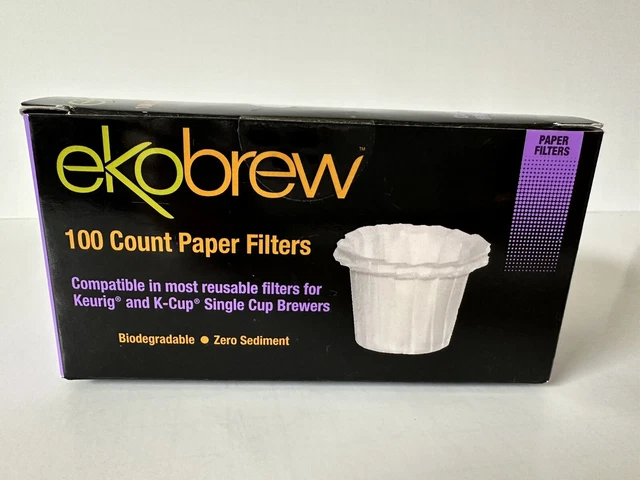 ekobrew™
PAPER
FILTERS
100 Count Paper Filters
Compatible in most reusable filters for
Keurig® and K-Cup® Single Cup Brewers
Biodegradable ● Zero Sediment